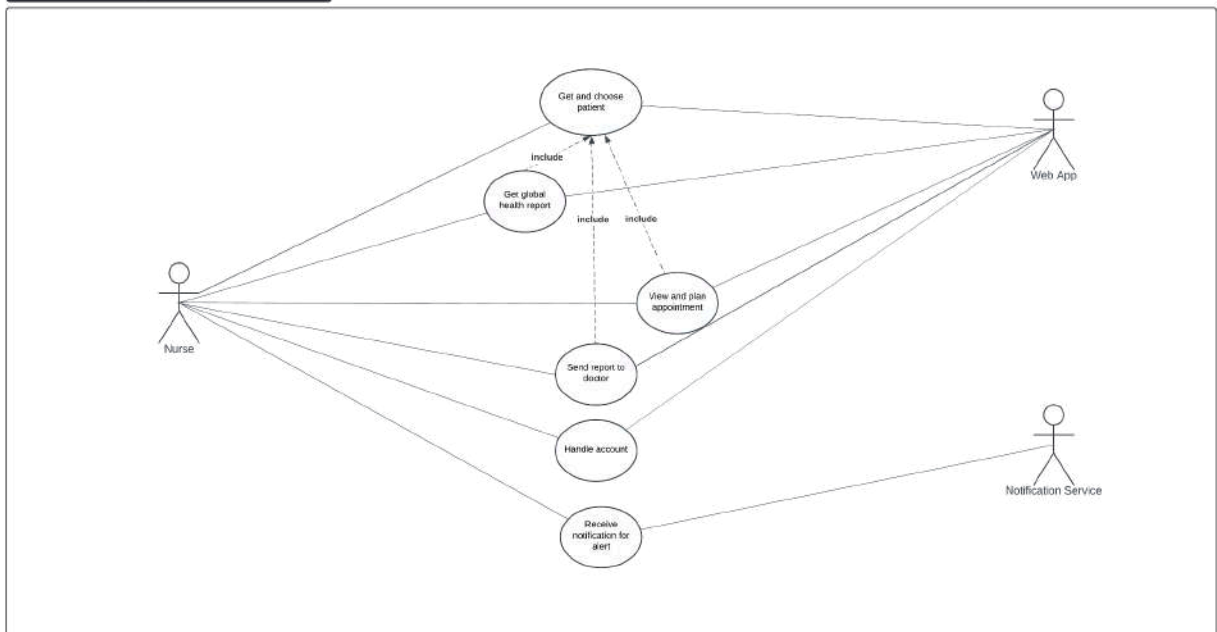 Get and choose
patient
include
Get global
health report
include
include
Web App
View and plan
appointment
Nurse
Send report to
doctor
Handle account
Notification Service
Receive
notification for
alert